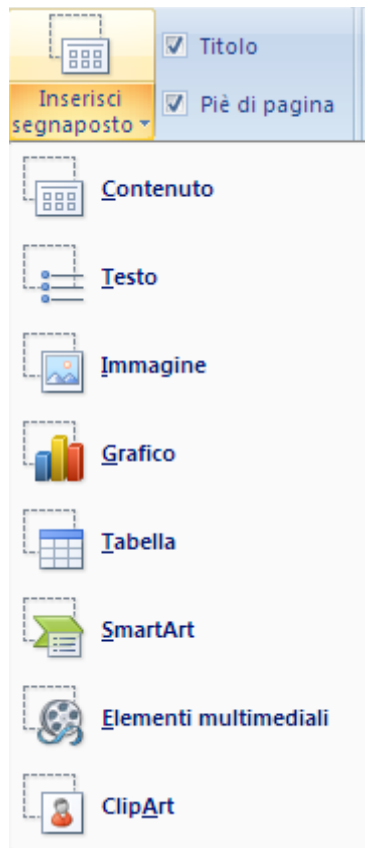 Titolo
Inserisci
segnaposto
Piè di pagina
Contenuto
Testo
Immagine
Grafico
Tabella
SmartArt
Elementi multimediali
ClipArt